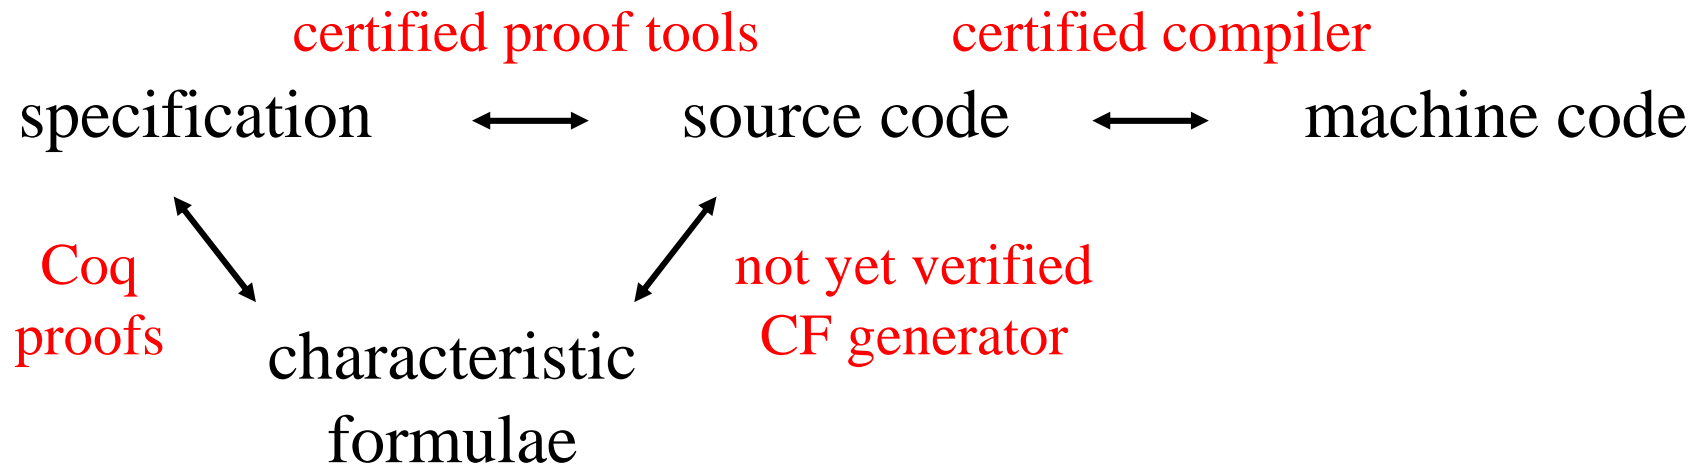 certified proof tools certified compiler
specification source code machine code
Coq
proofs
not yet verified
CF generator
characteristic
formulae